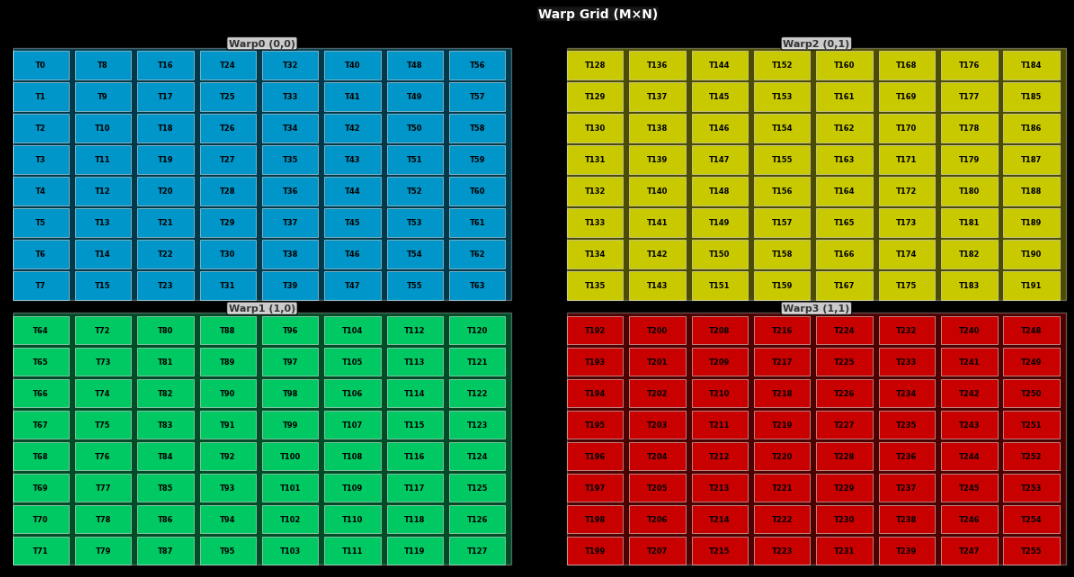 Warp Grid (M×N)
Warp0 (0,0)
T0 T8 T16 T24 T32 T40 T48 T56
T1 T9 T17 T25 T33 T41 T49 T57
T2 T10 T18 T26 T34 T42 T50 T58
T3 T11 T19 T27 T35 T43 T51 T59
T4 T12 T20 T28 T36 T44 T52 T60
T5 T13 T21 T29 T37 T45 T53 T61
T6 T14 T22 T30 T38 T46 T54 T62
T7 T15 T23 T31 T39 T47 T55 T63
Warp2 (0,1)
T128 T136 T144 T152 T160 T168 T176 T184
T129 T137 T145 T153 T161 T169 T177 T185
T130 T138 T146 T154 T162 T170 T178 T186
T131 T139 T147 T155 T163 T171 T179 T187
T132 T140 T148 T156 T164 T172 T180 T188
T133 T141 T149 T157 T165 T173 T181 T189
T134 T142 T150 T158 T166 T174 T182 T190
T135 T143 T151 T159 T167 T175 T183 T191
Warp1 (1,0)
T64 T72 T80 T88 T96 T104 T112 T120
T65 T73 T81 T89 T97 T105 T113 T121
T66 T74 T82 T90 T98 T106 T114 T122
T67 T75 T83 T91 T99 T107 T115 T123
T68 T76 T84 T92 T100 T108 T116 T124
T69 T77 T85 T93 T101 T109 T117 T125
T70 T78 T86 T94 T102 T110 T118 T126
T71 T79 T87 T95 T103 T111 T119 T127
Warp3 (1,1)
T192 T200 T208 T216 T224 T232 T240 T248
T193 T201 T209 T217 T225 T233 T241 T249
T194 T202 T210 T218 T226 T234 T242 T250
T195 T203 T211 T219 T227 T235 T243 T251
T196 T204 T212 T220 T228 T236 T244 T252
T197 T205 T213 T221 T229 T237 T245 T253
T198 T206 T214 T222 T230 T238 T246 T254
T199 T207 T215 T223 T231 T239 T247 T255